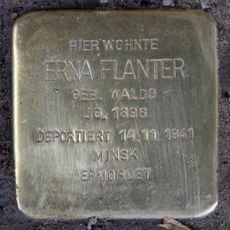 HIER WOHNTE
ERNA FLANTER
GEB. WALDO
JG. 1896
DEPORTIERT 14.11.1941
MINSK
ERMORDET